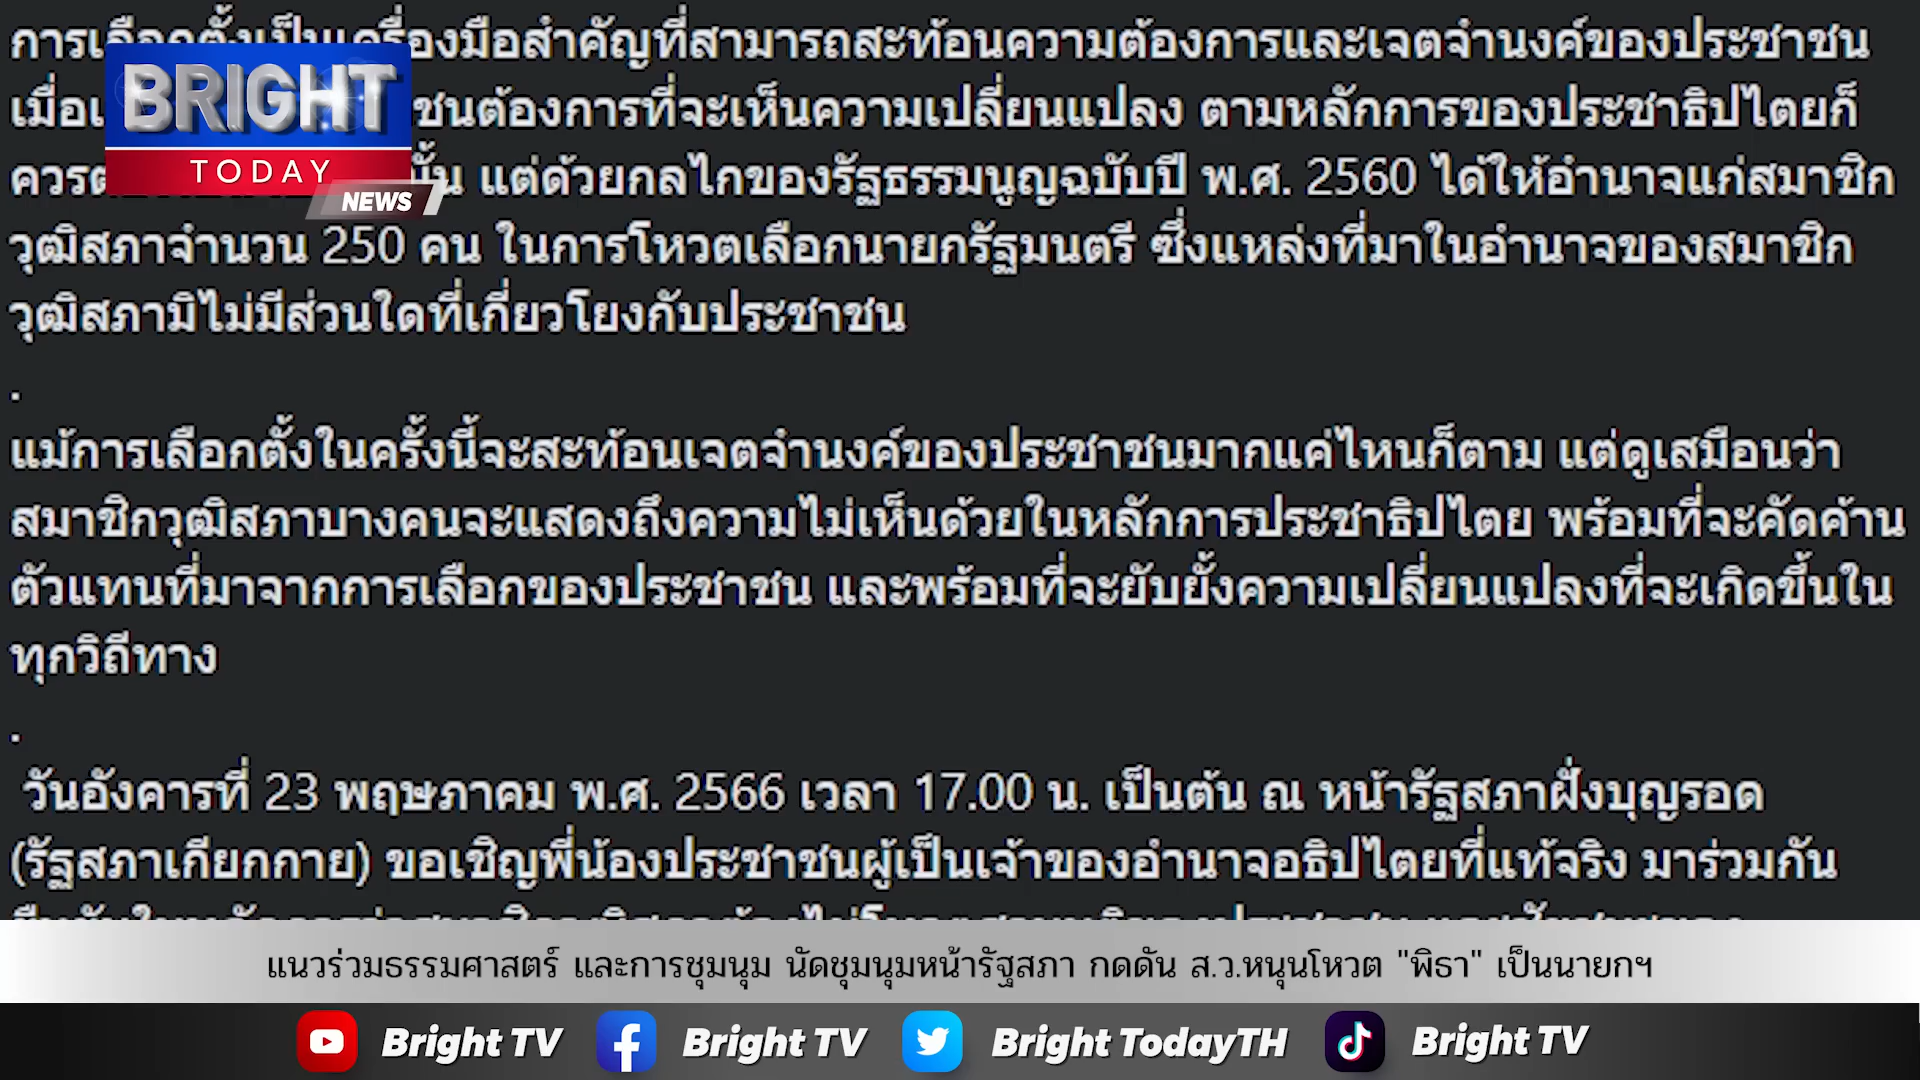 การเลือกตั้งเป็นเครื่องมือสำคัญที่สามารถสะท้อนความต้องการและเจตจำนงค์ของประชาชน
ชนต้องการที่จะเห็นความเปลี่ยนแปลง ตามหลักการของประชาธิปไตยก็
แต่ด้วยกลไกของรัฐธรรมนูญฉบับปี พ.ศ. 2560 ได้ให้อำนาจแก่สมาชิก
วุฒิสภาจำนวน 250 คน ในการโหวตเลือกนายกรัฐมนตรี ซึ่งแหล่งที่มาในอำนาจของสมาชิก
วุฒิสภามิไม่มีส่วนใดที่เกี่ยวโยงกับประชาชน
.
แม้การเลือกตั้งในครั้งนี้จะสะท้อนเจตจำนงค์ของประชาชนมากแค่ไหนก็ตาม แต่ดูเสมือนว่า
สมาชิกวุฒิสภาบางคนจะแสดงถึงความไม่เห็นด้วยในหลักการประชาธิปไตย พร้อมที่จะคัดค้าน
ตัวแทนที่มาจากการเลือกของประชาชน และพร้อมที่จะยับยั้งความเปลี่ยนแปลงที่จะเกิดขึ้นใน
ทุกวิถีทาง
.
วันอังคารที่ 23 พฤษภาคม พ.ศ. 2566 เวลา 17.00 น. เป็นต้น ณ หน้ารัฐสภาฝั่งบุญรอด
(รัฐสภาเกียกกาย) ขอเชิญพี่น้องประชาชนผู้เป็นเจ้าของอำนาจอธิปไตยที่แท้จริง มาร่วมกัน
BRIGHT
TODAY
NEWS
แนวร่วมธรรมศาสตร์ และการชุมนุม นัดชุมนุมหน้ารัฐสภา กดดัน ส.ว.หนุนโหวต "พิธา" เป็นนายกฯ
Bright TV Bright TV Bright TodayTH Bright TV